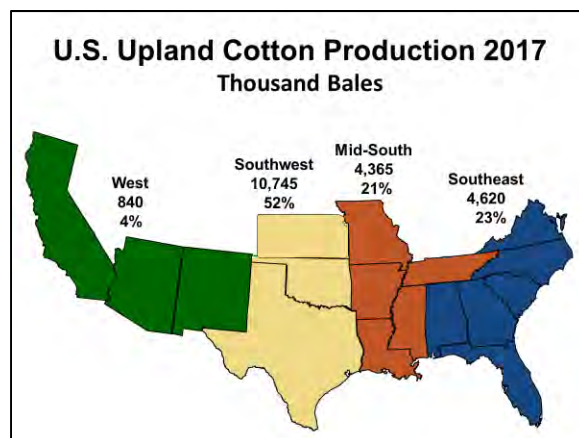 U.S. Upland Cotton Production 2017
Thousand Bales
West
840
4%
Southwest
10,745
52%
Mid-South
4,365
21%
Southeast
4,620
23%